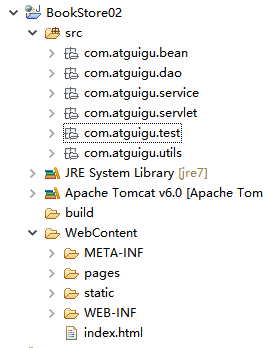 BookStore02
src
com.atguigu.bean
com.atguigu.dao
com.atguigu.service
com.atguigu.servlet
com.atguigu.test
com.atguigu.utils
JRE System Library [jre7]
Apache Tomcat v6.0 [Apache Tom
build
WebContent
META-INF
pages
static
WEB-INF
index.html